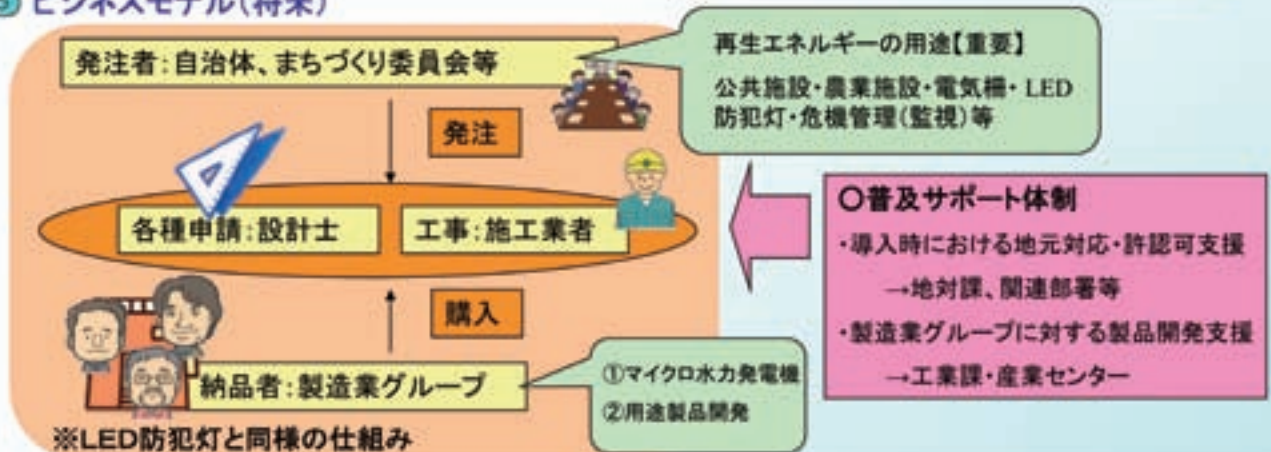 ビジネスモデル(将来)
発注者:自治体、まちづくり委員会等
再生エネルギーの用途【重要】
公共施設・農業施設・電気柵・LED
防犯灯・危機管理(監視)等
発注
各種申請:設計士
工事:施工業者
○普及サポート体制
・導入時における地元対応・許認可支援
→地対課、関連部署等
・製造業グループに対する製品開発支援
→工業課・産業センター
購入
納品者:製造業グループ
①マイクロ水力発電機
②用途製品開発
※LED防犯灯と同様の仕組み